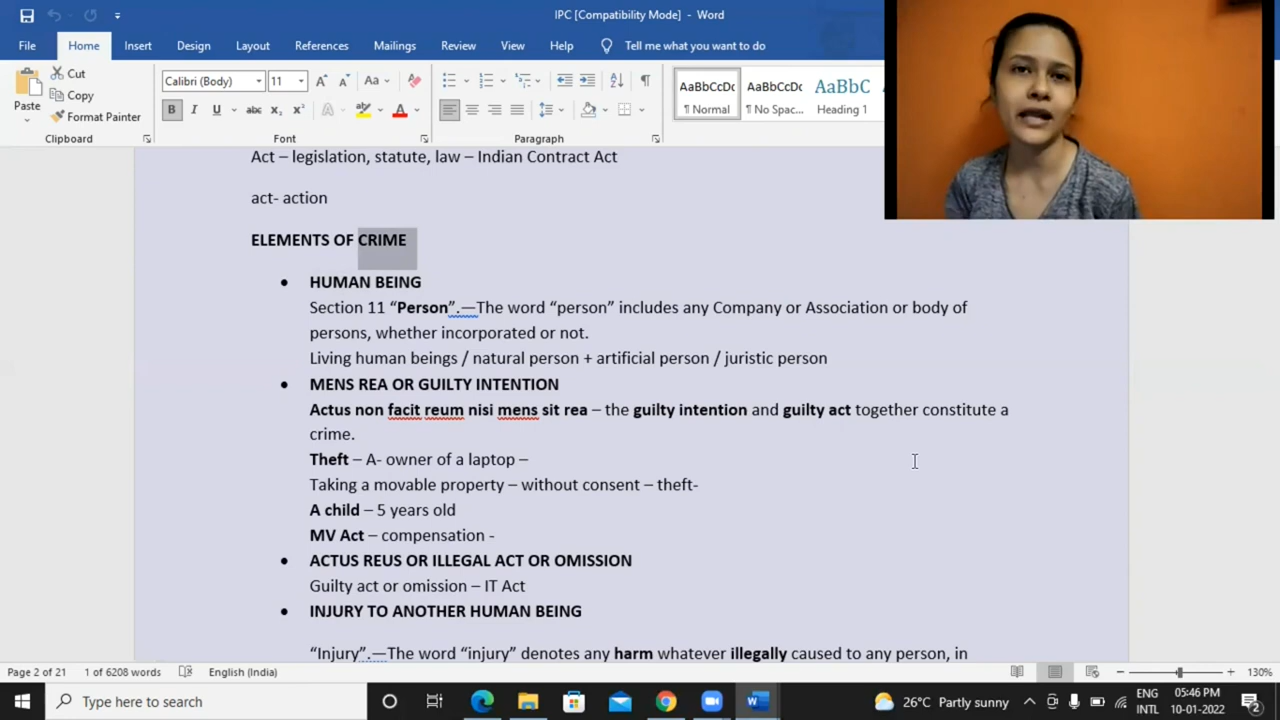 IPC [Compatibility Mode] - Word
File Home Insert Design Layout References Mailings Review View Help Tell me what you want to do
Paste
Cut
Copy
Format Painter
Clipboard
Calibri (Body) 11
Font
Paragraph
AaBbCcDc AaBbCcDc AaBbC
¶ Normal ¶ No Spac... Heading 1
Act – legislation, statute, law – Indian Contract Act
act- action
ELEMENTS OF CRIME
• HUMAN BEING
Section 11 “Person”.—The word “person” includes any Company or Association or body of
persons, whether incorporated or not.
Living human beings / natural person + artificial person / juristic person
• MENS REA OR GUILTY INTENTION
Actus non facit reum nisi mens sit rea – the guilty intention and guilty act together constitute a
crime.
Theft – A- owner of a laptop –
Taking a movable property – without consent – theft-
A child – 5 years old
MV Act – compensation -
• ACTUS REUS OR ILLEGAL ACT OR OMISSION
Guilty act or omission – IT Act
• INJURY TO ANOTHER HUMAN BEING
“Injury”.—The word “injury” denotes any harm whatever illegally caused to any person, in
Page 2 of 21 1 of 6208 words English (India) 130%
Type here to search
26°C Partly sunny
ENG
INTL
05:46 PM
10-01-2022
2